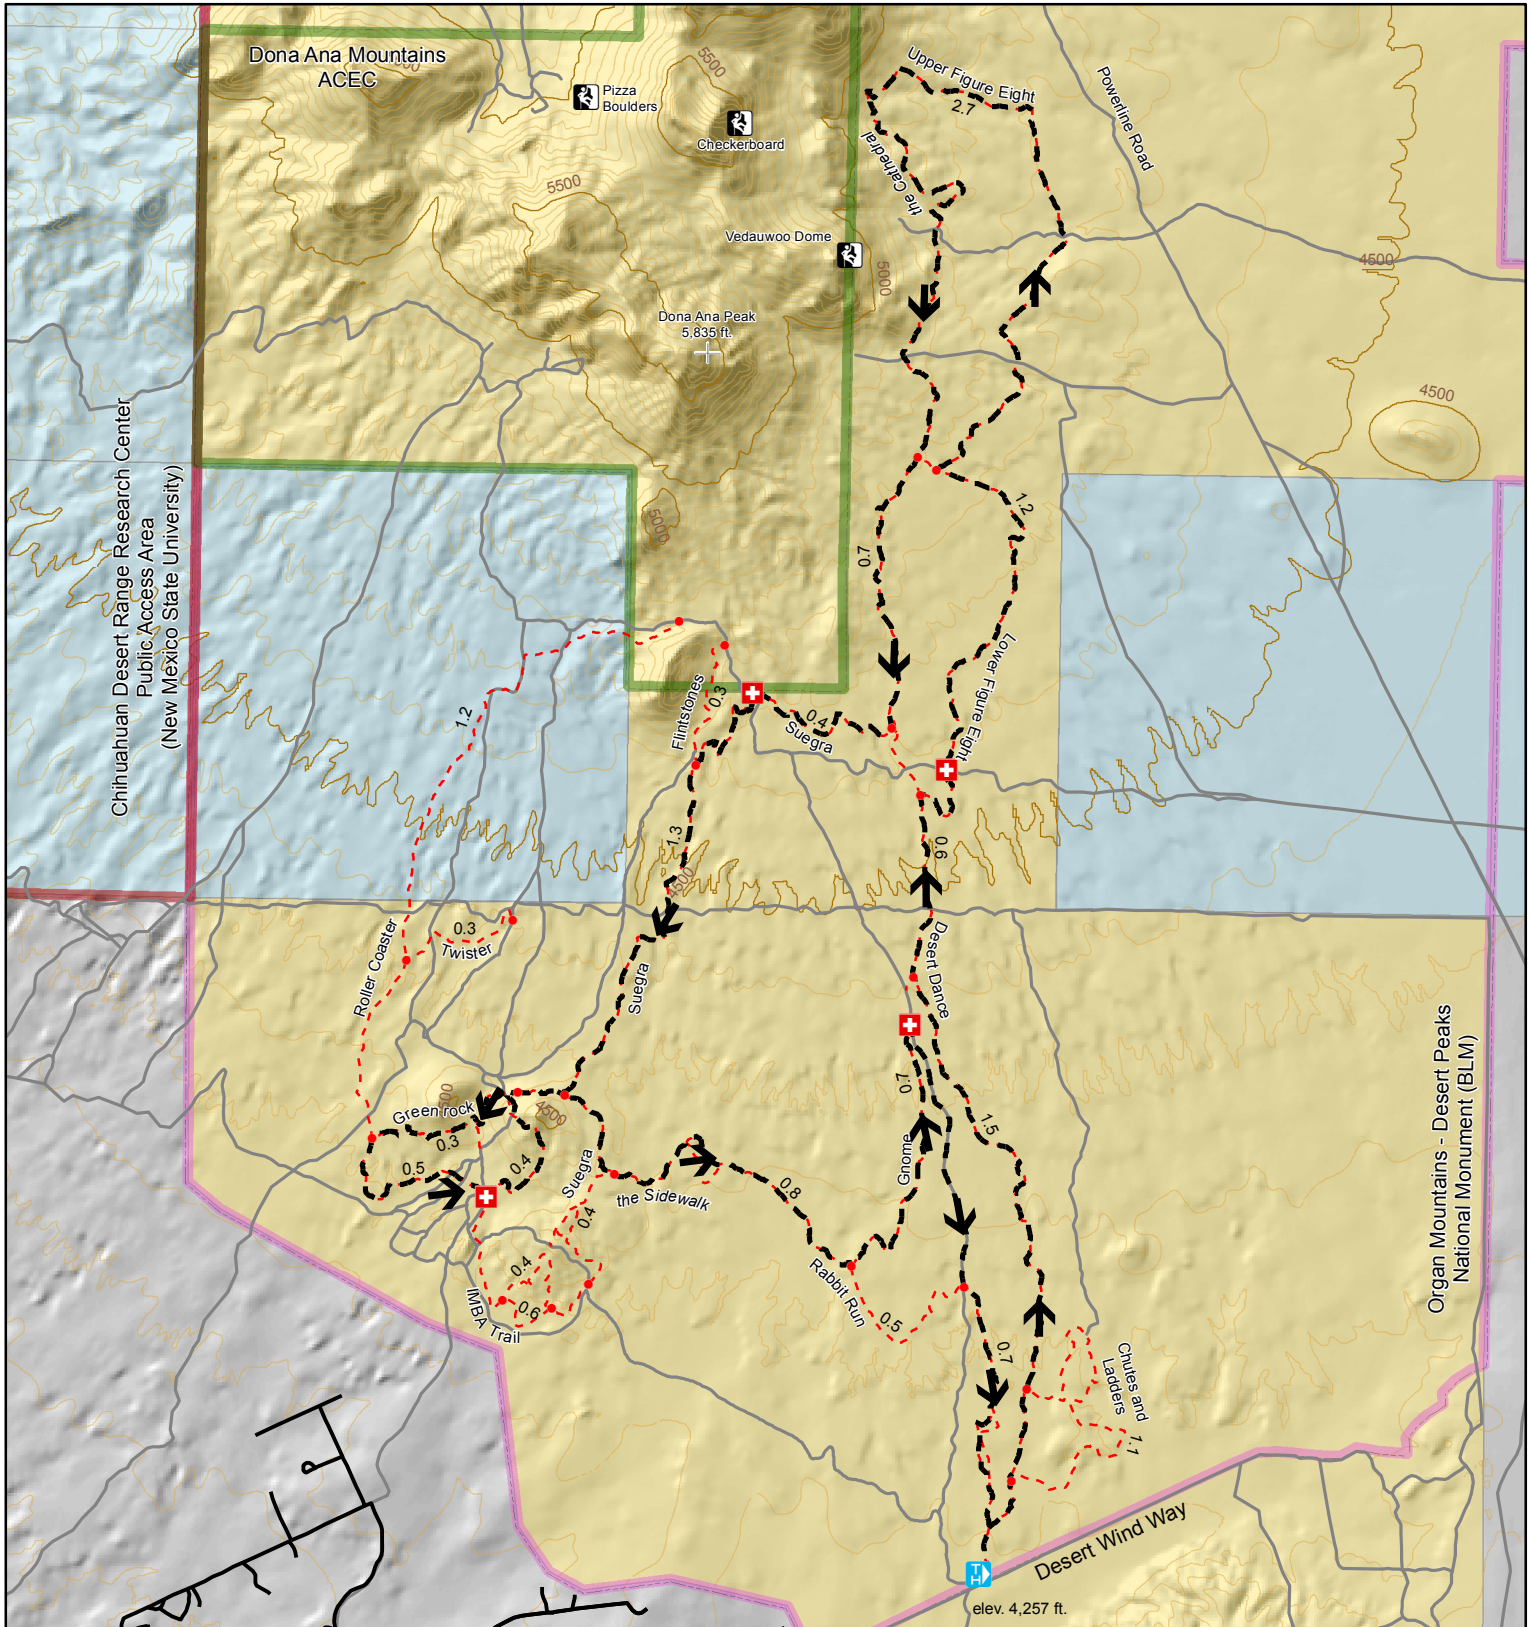 Dona Ana Mountains
ACEC
5500
Pizza
Boulders
5500
Checkerboard
Upper Figure Eight
2.7
Powerline Road
the Cathedral
5500
Vedauwoo Dome
5000
4500
Dona Ana Peak
5,835 ft.
4500
Chihuahuan Desert Range Research Center
Public Access Area
(New Mexico State University)
5000
1.2
0.7
Lower Figure Eight
Flintstones
0.3
0.4
Suegra
1.2
1.3
0.6
4500
Roller Coaster
0.3
Twister
Suegra
Desert Dance
Organ Mountains - Desert Peaks
National Monument (BLM)
500
4500
Green rock
0.3
0.5
0.4
0.7
1.5
Gnome
Suegra
the Sidewalk
0.8
0.4
0.4
0.6
IMBA Trail
Rabbit Run
0.5
0.7
Chutes and
Ladders
1.1
Desert Wind Way
T
H
elev. 4,257 ft.